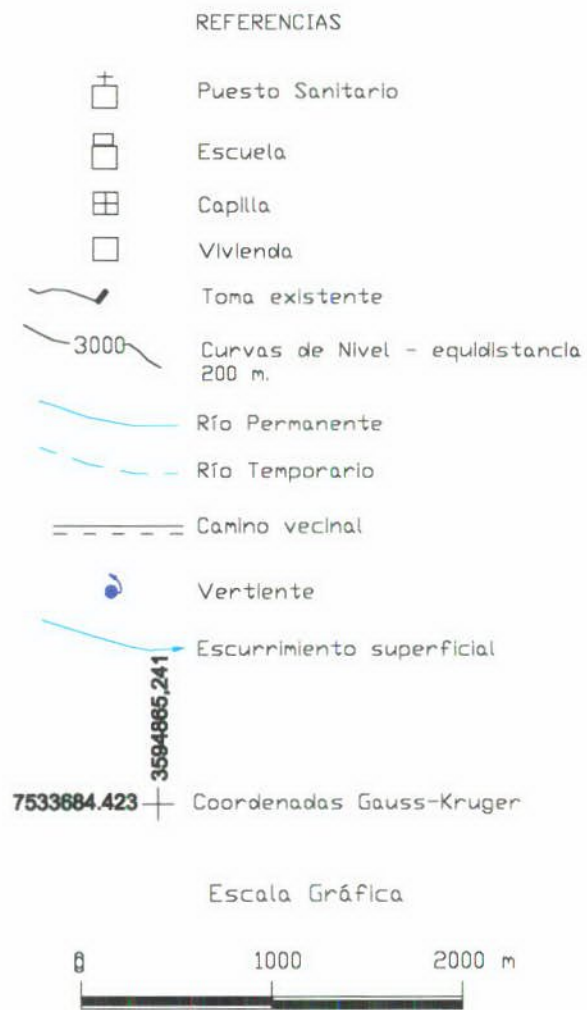 REFERENCIAS
Puesto Sanitario
Escuela
Capilla
Vivienda
Toma existente
3000
Curvas de Nivel - equidistancia
200 m.
Río Permanente
Río Temporario
Camino vecinal
Vertiente
Escurrimiento superficial
3594865,241
7533684.423
Coordenadas Gauss-Kruger
Escala Gráfica
0 1000 2000 m